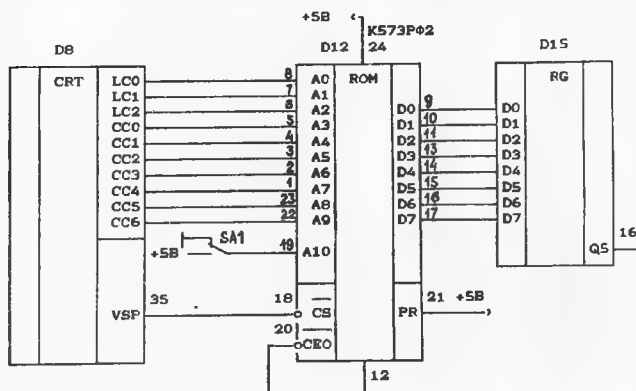 +5В
К573РФ2
D8
D12
24
D15
CRT
ROM
RG
LC0
8
A0
LC1
7
A1
LC2
6
A2
CC0
5
A3
CC1
4
A4
CC2
3
A5
CC3
2
A6
CC4
1
A7
CC5
23
A8
CC6
22
A9
D0
9
D0
D1
10
D1
D2
11
D2
D3
13
D3
D4
14
D4
D5
15
D5
D6
16
D6
D7
17
D7
SA1
+5В
19
A10
QS
16
VSP
35
18
CS
20
CEO
PR
21
+5В
12